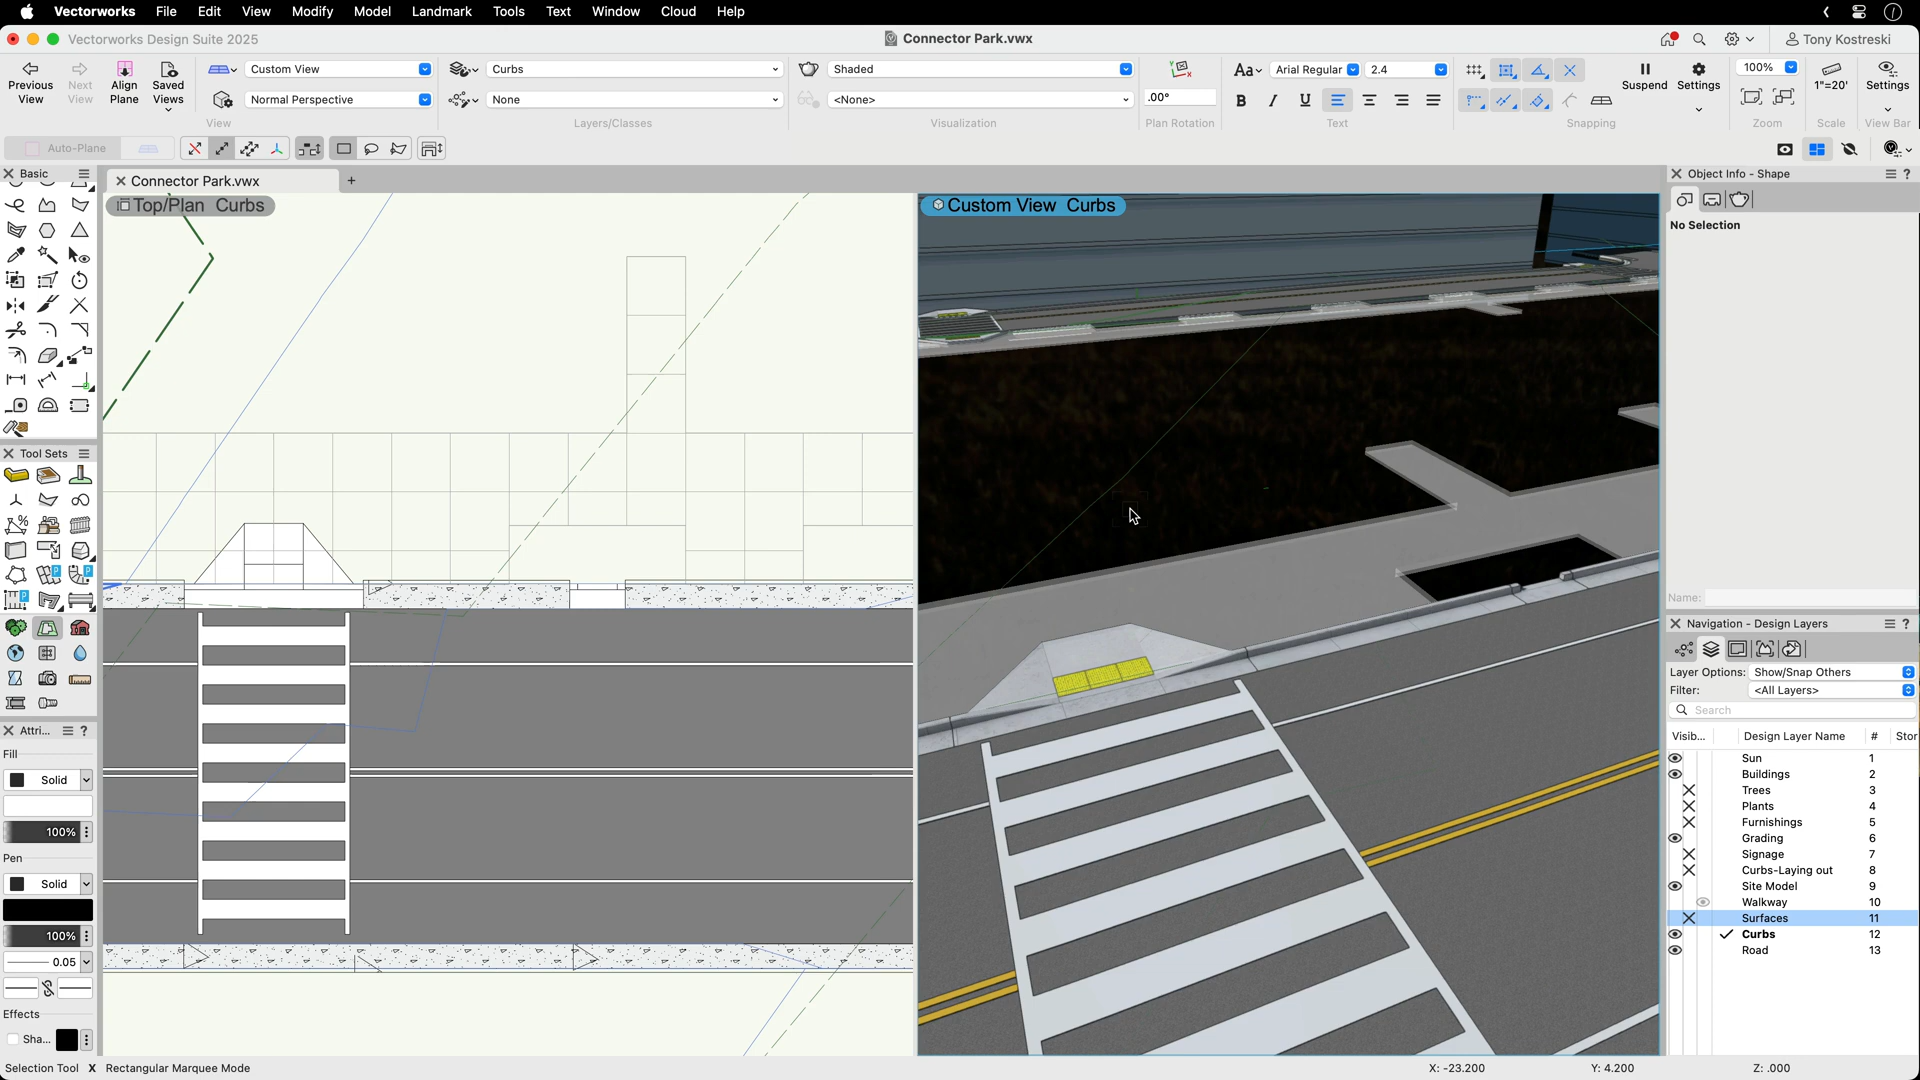 Vectorworks File Edit View Modify Model Landmark Tools Text Window Cloud Help
Vectorworks Design Suite 2025
Connector Park.vwx
Tony Kostreski
Previous View
Next View
Align Plane
Saved Views
Custom View
Normal Perspective
View
Curbs
None
Layers/Classes
Shaded
<None>
Visualization
.00°
Plan Rotation
Arial Regular
2.4
Text
Snapping
Suspend
Settings
100%
Zoom
1"=20'
Scale
Settings
View Bar
Auto-Plane
Basic
Connector Park.vwx
Top/Plan Curbs
Custom View Curbs
Tool Sets
Attri...
Fill
Solid
100%
Pen
Solid
100%
0.05
Effects
Sha...
Object Info - Shape
No Selection
Name:
Navigation - Design Layers
Layer Options: Show/Snap Others
Filter: <All Layers>
Search
Visib... Design Layer Name # Stor
Sun 1
Buildings 2
Trees 3
Plants 4
Furnishings 5
Grading 6
Signage 7
Curbs-Laying out 8
Site Model 9
Walkway 10
Surfaces 11
Curbs 12
Road 13
Selection Tool X Rectangular Marquee Mode
X: -23.200 Y: 4.200 Z: .000